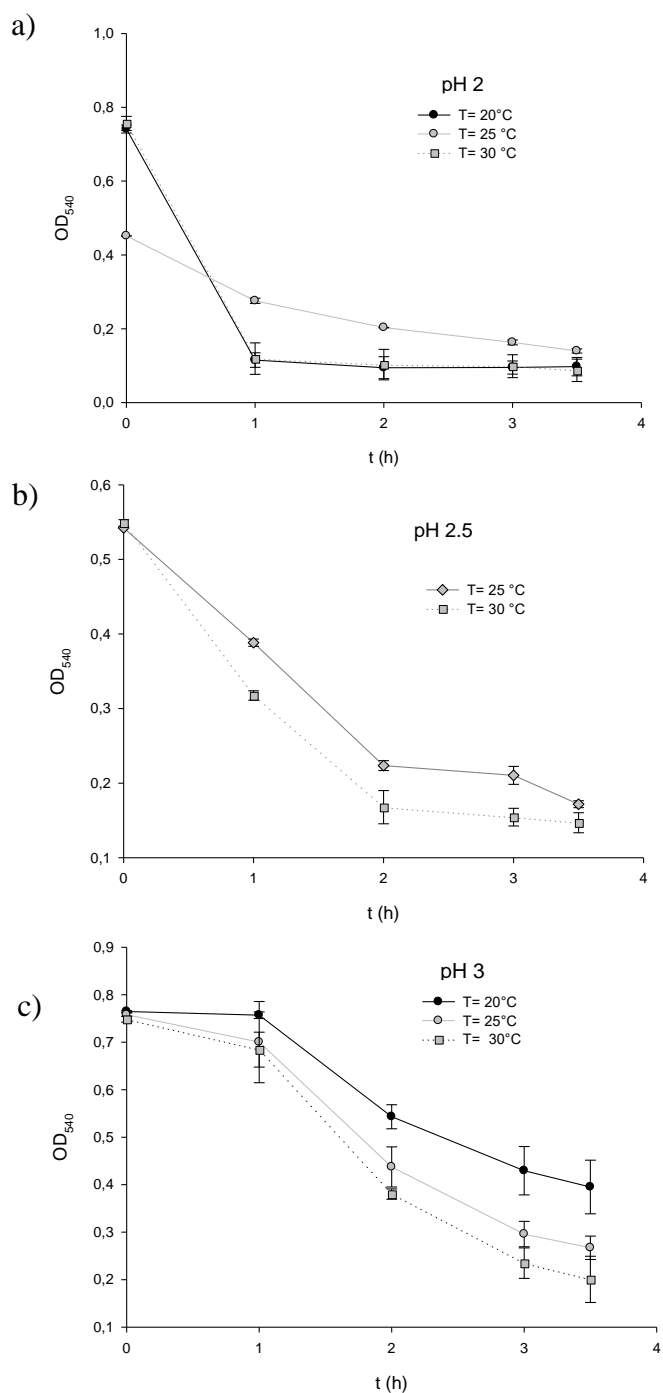 a)
1,0
0,8
0,6
0,4
0,2
0,0
OD540
pH 2
T= 20°C
T= 25 °C
T= 30 °C
0 1 2 3 4
t (h)
b)
0,6
0,5
0,4
0,3
0,2
0,1
OD540
pH 2.5
T= 25 °C
T= 30 °C
0 1 2 3 4
t (h)
c)
0,9
0,8
0,7
0,6
0,5
0,4
0,3
0,2
0,1
OD540
pH 3
T= 20°C
T= 25°C
T= 30°C
0 1 2 3 4
t (h)